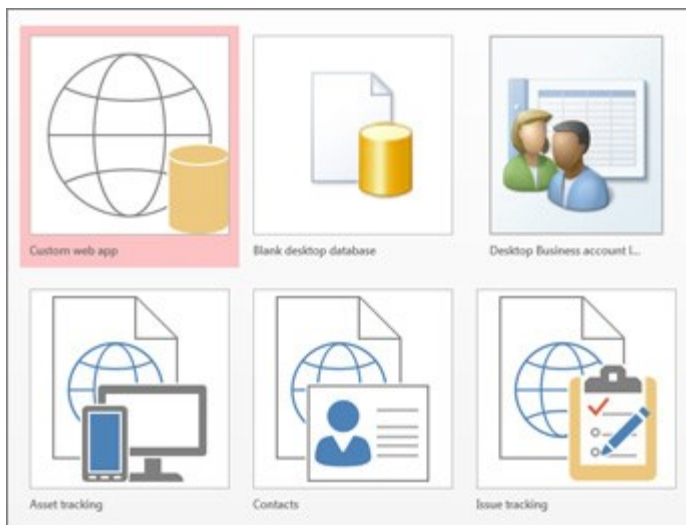 Custom web app
Blank desktop database
Desktop Business account l...
Asset tracking
Contacts
Issue tracking